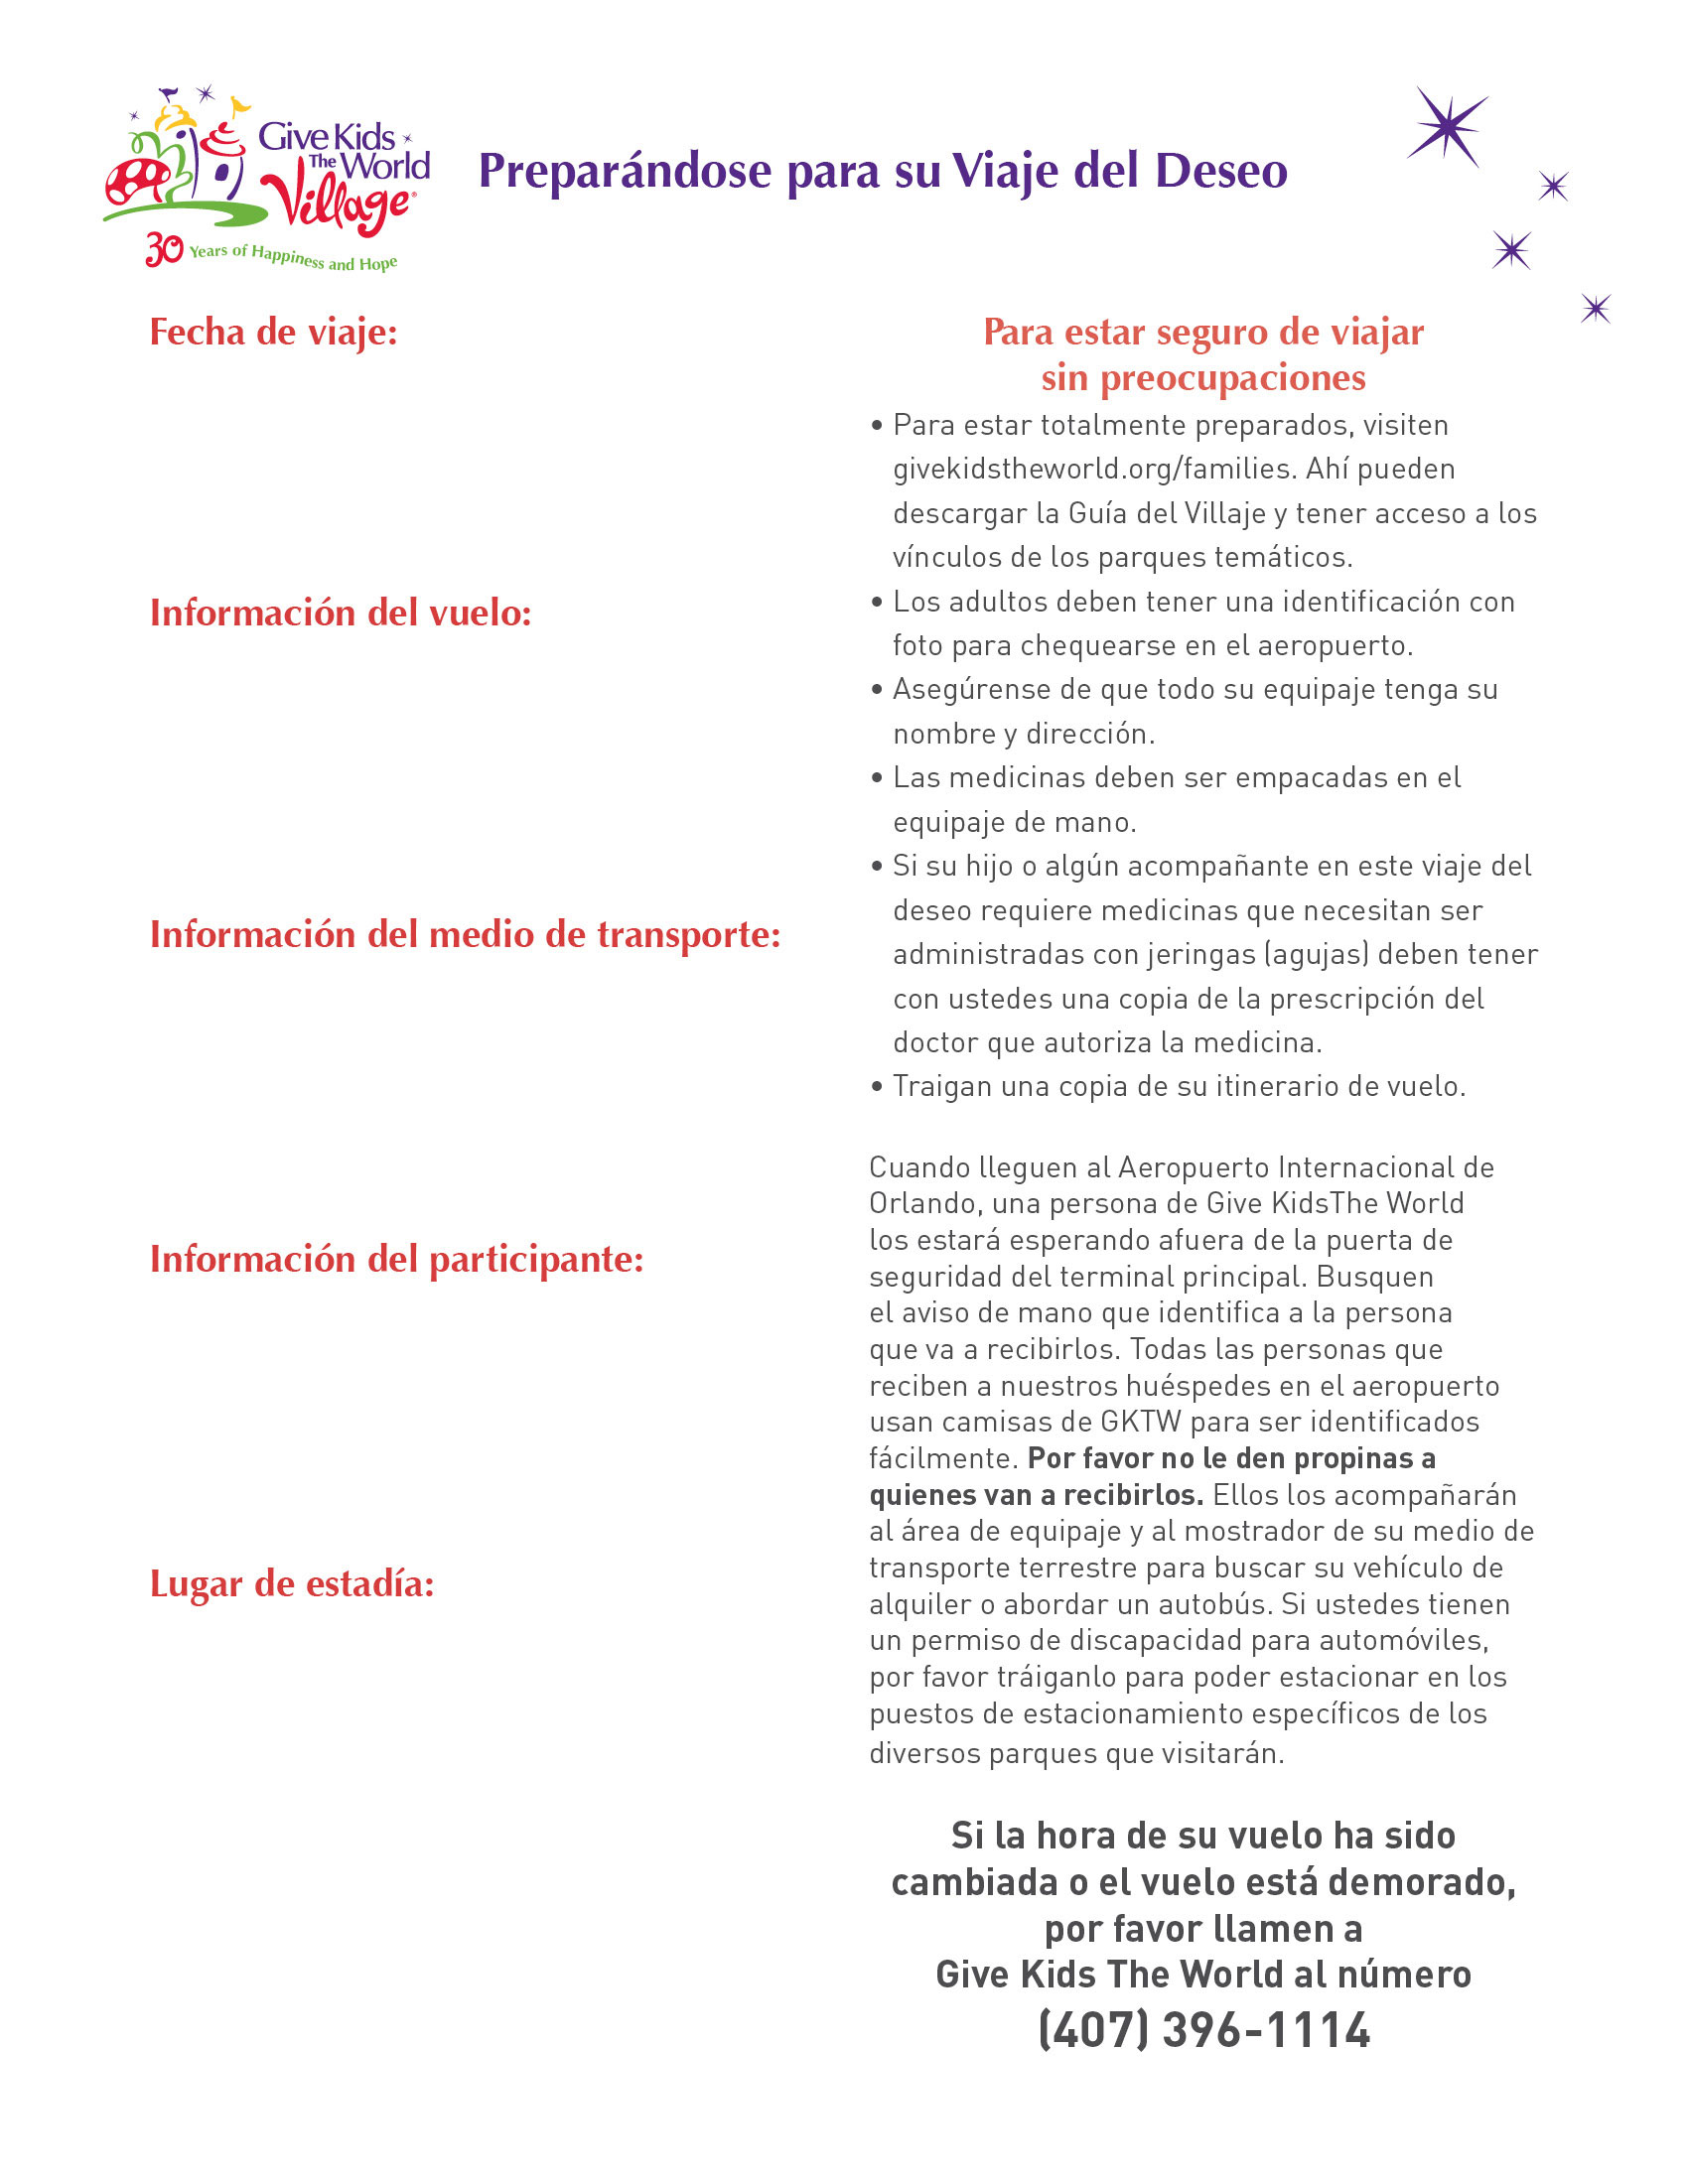 Give Kids
The World
Village®
30 Years of Happiness and Hope
Preparándose para su Viaje del Deseo
Fecha de viaje:
Información del vuelo:
Información del medio de transporte:
Información del participante:
Lugar de estadía:
Para estar seguro de viajar
sin preocupaciones
• Para estar totalmente preparados, visiten
givekidstheworld.org/families. Ahí pueden
descargar la Guía del Villaje y tener acceso a los
vínculos de los parques temáticos.
• Los adultos deben tener una identificación con
foto para chequearse en el aeropuerto.
• Asegúrense de que todo su equipaje tenga su
nombre y dirección.
• Las medicinas deben ser empacadas en el
equipaje de mano.
• Si su hijo o algún acompañante en este viaje del
deseo requiere medicinas que necesitan ser
administradas con jeringas (agujas) deben tener
con ustedes una copia de la prescripción del
doctor que autoriza la medicina.
• Traigan una copia de su itinerario de vuelo.
Cuando lleguen al Aeropuerto Internacional de
Orlando, una persona de Give KidsThe World
los estará esperando afuera de la puerta de
seguridad del terminal principal. Busquen
el aviso de mano que identifica a la persona
que va a recibirlos. Todas las personas que
reciben a nuestros huéspedes en el aeropuerto
usan camisas de GKTW para ser identificados
fácilmente. Por favor no le den propinas a
quienes van a recibirlos. Ellos los acompañarán
al área de equipaje y al mostrador de su medio de
transporte terrestre para buscar su vehículo de
alquiler o abordar un autobús. Si ustedes tienen
un permiso de discapacidad para automóviles,
por favor tráiganlo para poder estacionar en los
puestos de estacionamiento específicos de los
diversos parques que visitarán.
Si la hora de su vuelo ha sido
cambiada o el vuelo está demorado,
por favor llamen a
Give Kids The World al número
(407) 396-1114